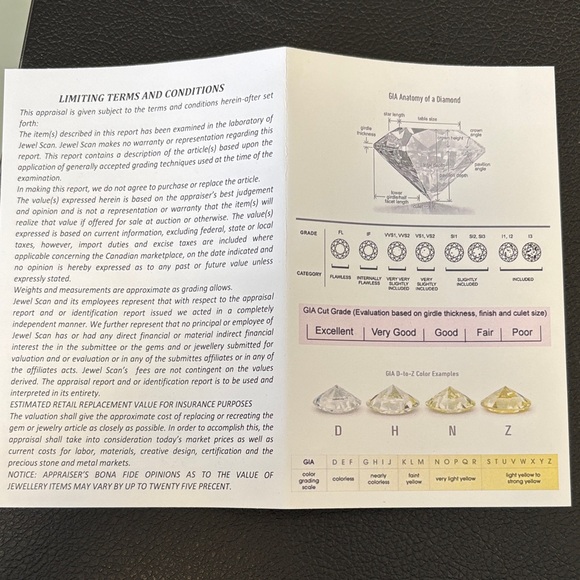 LIMITING TERMS AND CONDITIONS
This appraisal is given subject to the terms and conditions herein-after set
forth:
The item(s) described in this report has been examined in the laboratory of
Jewel Scan. Jewel Scan makes no warranty or representation regarding this
report. This report contains a description of the article(s) based upon the
application of generally accepted grading techniques used at the time of the
examination.
In making this report, we do not agree to purchase or replace the article.
The value(s) expressed herein is based on the appraiser's best judgement
and opinion and is not a representation or warranty that the item(s) will
realize that value if offered for sale at auction or otherwise. The value(s)
expressed is based on current information, excluding federal, state or local
taxes, however, import duties and excise taxes are included where
applicable concerning the Canadian marketplace, on the date indicated and
no opinion is hereby expressed as to any past or future value unless
expressly stated.
Weights and measurements are approximate as grading allows.
Jewel Scan and its employees represent that with respect to the appraisal
report and or identification report issued we acted in a completely
independent manner. We further represent that no principal or employee of
Jewel Scan has or had any direct financial or material indirect financial
interest the in the submittee or the gems and or jewellery submitted for
valuation and or evaluation or in any of the submittes affiliates or in any of
the affiliates acts. Jewel Scan's fees are not contingent on the values
derived. The appraisal report and or identification report is to be used and
interpreted in its entirety.
ESTIMATED RETAIL REPLACEMENT VALUE FOR INSURANCE PURPOSES
The valuation shall give the approximate cost of replacing or recreating the
gem or jewelry article as closely as possible. In order to accomplish this, the
appraisal shall take into consideration today's market prices as well as
current costs for labor, materials, creative design, certification and the
precious stone and metal markets.
NOTICE: APPRAISER'S BONA FIDE OPINIONS AS TO THE VALUE OF
JEWELLERY ITEMS MAY VARY BY UP TO TWENTY FIVE PRECENT.
GIA Anatomy of a Diamond
star length
table size
girdle
thickness
crown
angle
crown height
pavilion
angle
pavilion depth
lower
girdle/half
facet length
GRADE FL IF VVS1, VVS2 VS1, VS2 SI1 SI2, SI3 I1, I2 I3
CATEGORY FLAWLESS INTERNALLY FLAWLESS VERY VERY SLIGHTLY INCLUDED VERY SLIGHTLY INCLUDED SLIGHTLY INCLUDED INCLUDED
GIA Cut Grade (Evaluation based on girdie thickness, finish and culet size)
Excellent Very Good Good Fair Poor
GIA D-to-Z Color Examples
D H N Z
GIA D E F G H I J K L M N O P Q R S T U V W X Y Z
color grading scale colorless nearly colorless faint yellow very light yellow light yellow to strong yellow